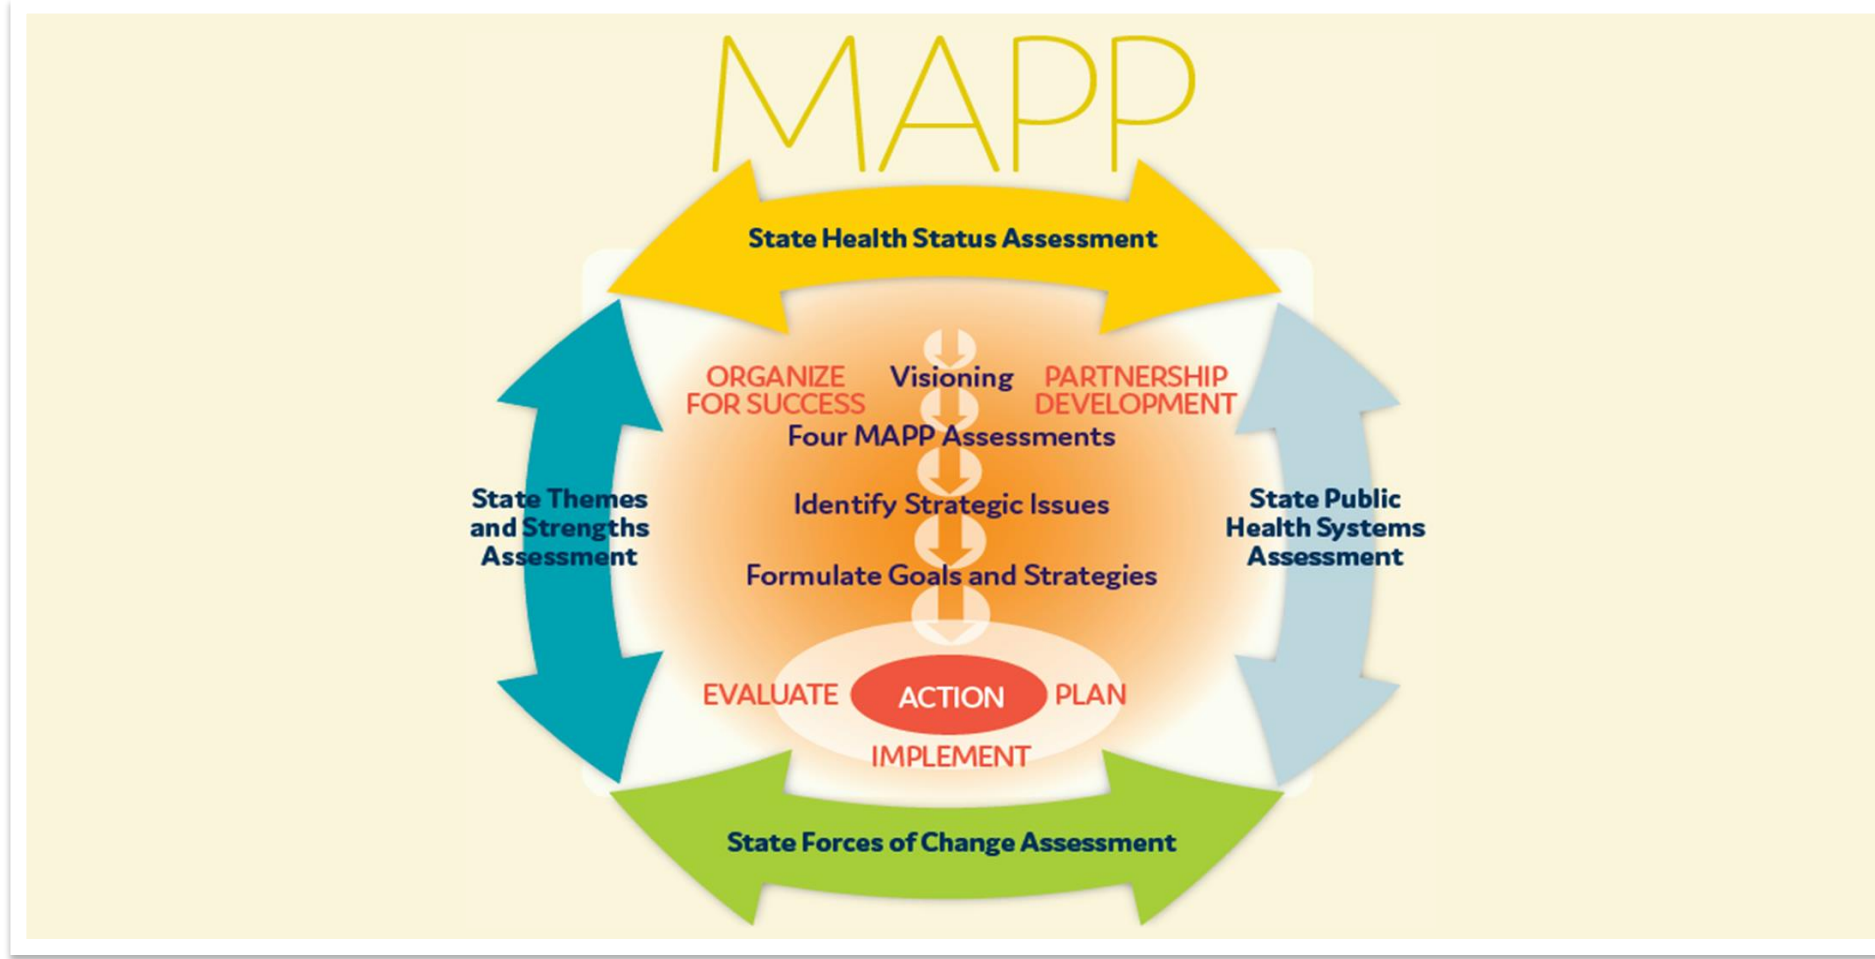 MAPP
State Health Status Assessment
ORGANIZE
FOR SUCCESS
Visioning
PARTNERSHIP
DEVELOPMENT
Four MAPP Assessments
State Themes
and Strengths
Assessment
Identify Strategic Issues
State Public
Health Systems
Assessment
Formulate Goals and Strategies
EVALUATE
ACTION
PLAN
IMPLEMENT
State Forces of Change Assessment